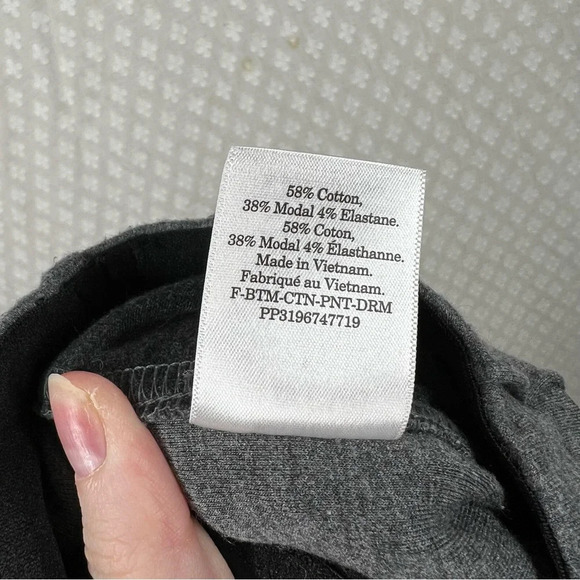 58% Cotton,
38% Modal 4% Elastane.
58% Coton,
38% Modal 4% Élasthanne.
Made in Vietnam.
Fabriqué au Vietnam.
F-BTM-CTN-PNT-DRM
PP3196747719